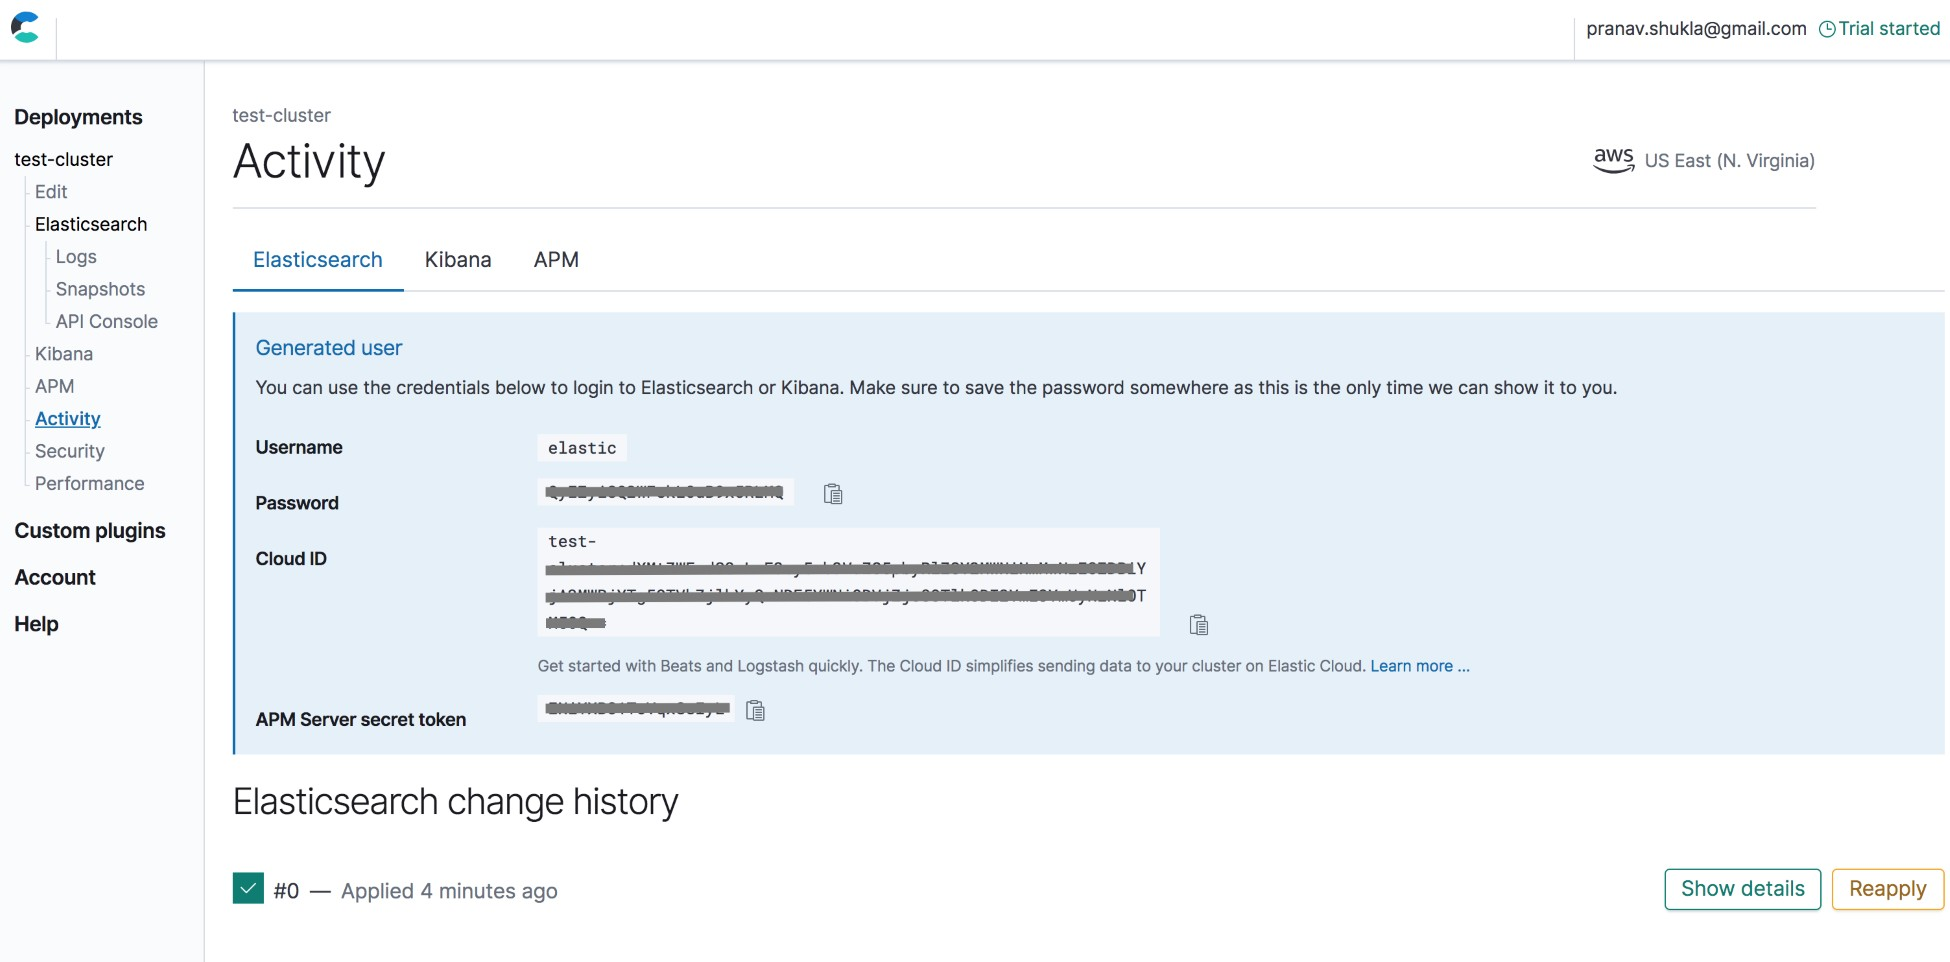 pranav.shukla@gmail.com Trial started
Deployments
test-cluster
Edit
Elasticsearch
Logs
Snapshots
API Console
Kibana
APM
Activity
Security
Performance
Custom plugins
Account
Help
test-cluster
Activity
aws US East (N. Virginia)
Elasticsearch Kibana APM
Generated user
You can use the credentials below to login to Elasticsearch or Kibana. Make sure to save the password somewhere as this is the only time we can show it to you.
Username elastic
Password
Cloud ID test-
Get started with Beats and Logstash quickly. The Cloud ID simplifies sending data to your cluster on Elastic Cloud. Learn more ...
APM Server secret token
Elasticsearch change history
#0 — Applied 4 minutes ago Show details Reapply